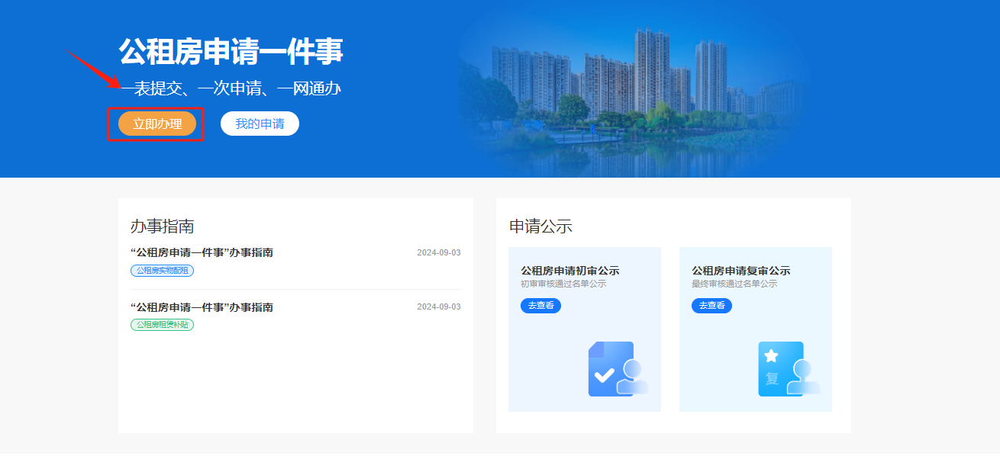 公租房申请一件事
一表提交、一次申请、一网通办
立即办理
我的申请
办事指南
“公租房申请一件事”办事指南
2024-09-03
公租房实物配租
“公租房申请一件事”办事指南
2024-09-03
公租房租赁补贴
申请公示
公租房申请初审公示
初审审核通过名单公示
去查看
公租房申请复审公示
最终审核通过名单公示
去查看
复